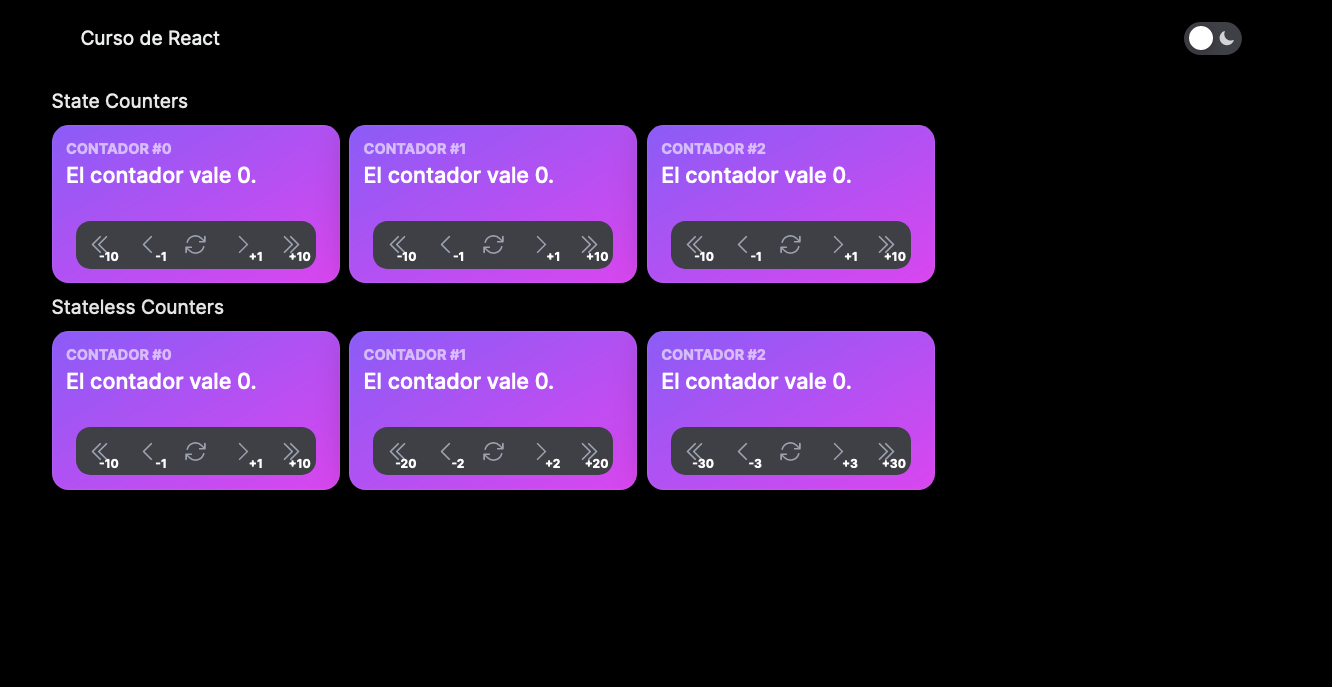 Curso de React
State Counters
CONTADOR #0
El contador vale 0.
-10 -1 +1 +10
CONTADOR #1
El contador vale 0.
-10 -1 +1 +10
CONTADOR #2
El contador vale 0.
-10 -1 +1 +10
Stateless Counters
CONTADOR #0
El contador vale 0.
-10 -1 +1 +10
CONTADOR #1
El contador vale 0.
-20 -2 +2 +20
CONTADOR #2
El contador vale 0.
-30 -3 +3 +30